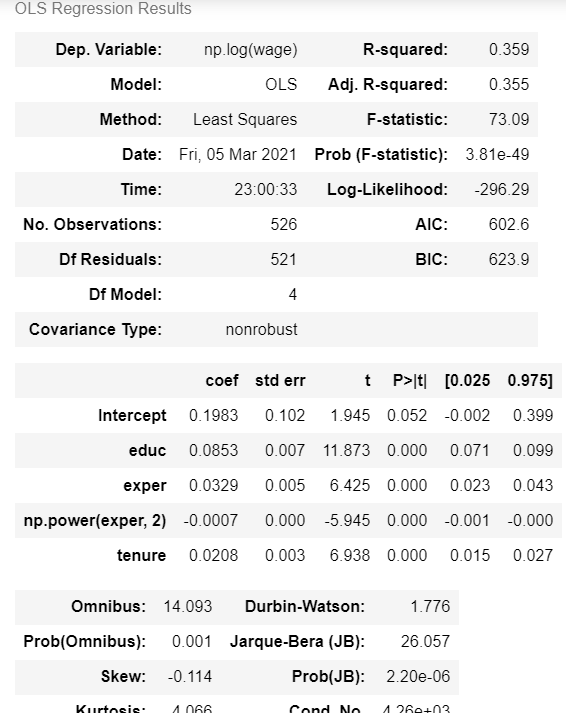 OLS Regression Results
Dep. Variable: np.log(wage) R-squared: 0.359
Model: OLS Adj. R-squared: 0.355
Method: Least Squares F-statistic: 73.09
Date: Fri, 05 Mar 2021 Prob (F-statistic): 3.81e-49
Time: 23:00:33 Log-Likelihood: -296.29
No. Observations: 526 AIC: 602.6
Df Residuals: 521 BIC: 623.9
Df Model: 4
Covariance Type: nonrobust
coef std err t P>|t| [0.025 0.975]
Intercept 0.1983 0.102 1.945 0.052 -0.002 0.399
educ 0.0853 0.007 11.873 0.000 0.071 0.099
exper 0.0329 0.005 6.425 0.000 0.023 0.043
np.power(exper, 2) -0.0007 0.000 -5.945 0.000 -0.001 -0.000
tenure 0.0208 0.003 6.938 0.000 0.015 0.027
Omnibus: 14.093 Durbin-Watson: 1.776
Prob(Omnibus): 0.001 Jarque-Bera (JB): 26.057
Skew: -0.114 Prob(JB): 2.20e-06
Kurtosis: 4.066 Cond. No. 4.26e+03